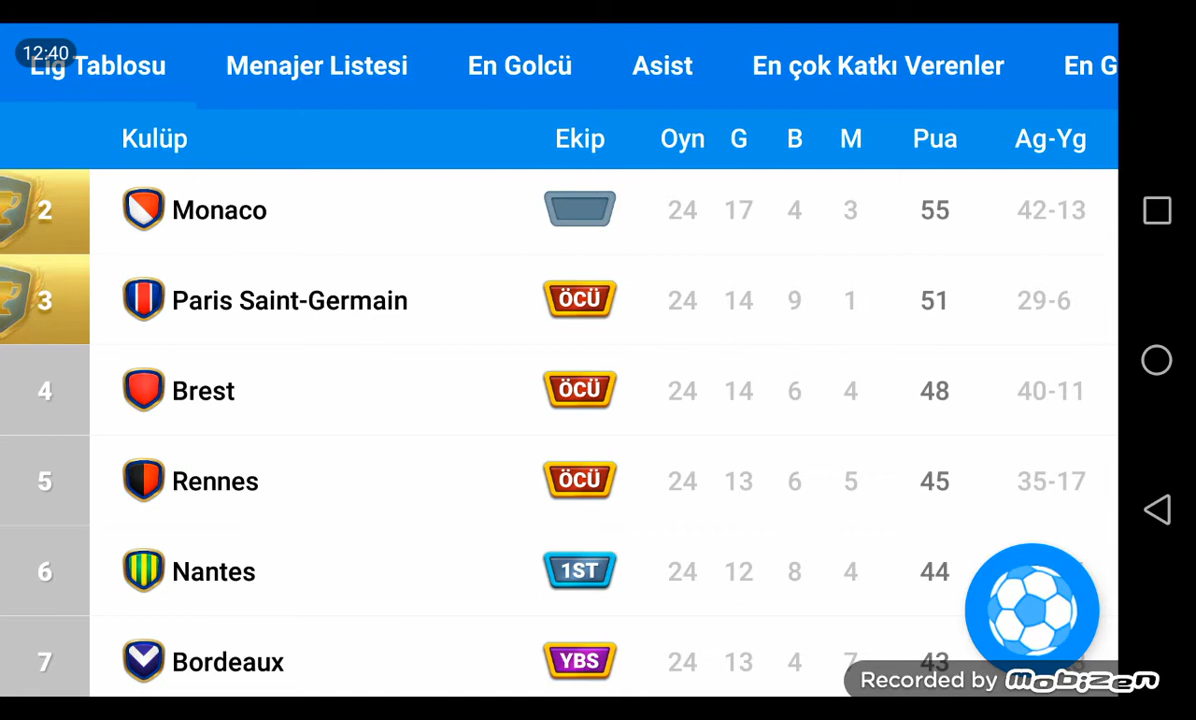 12:40
Lig Tablosu Menajer Listesi En Golcü Asist En çok Katkı Verenler En G
Kulüp Ekip Oyn G B M Pua Ag-Yg
2 Monaco 24 17 4 3 55 42-13
3 Paris Saint-Germain ÖCÜ 24 14 9 1 51 29-6
4 Brest ÖCÜ 24 14 6 4 48 40-11
5 Rennes ÖCÜ 24 13 6 5 45 35-17
6 Nantes 1ST 24 12 8 4 44
7 Bordeaux YBS 24 13 4 7 43
Recorded by mobizen